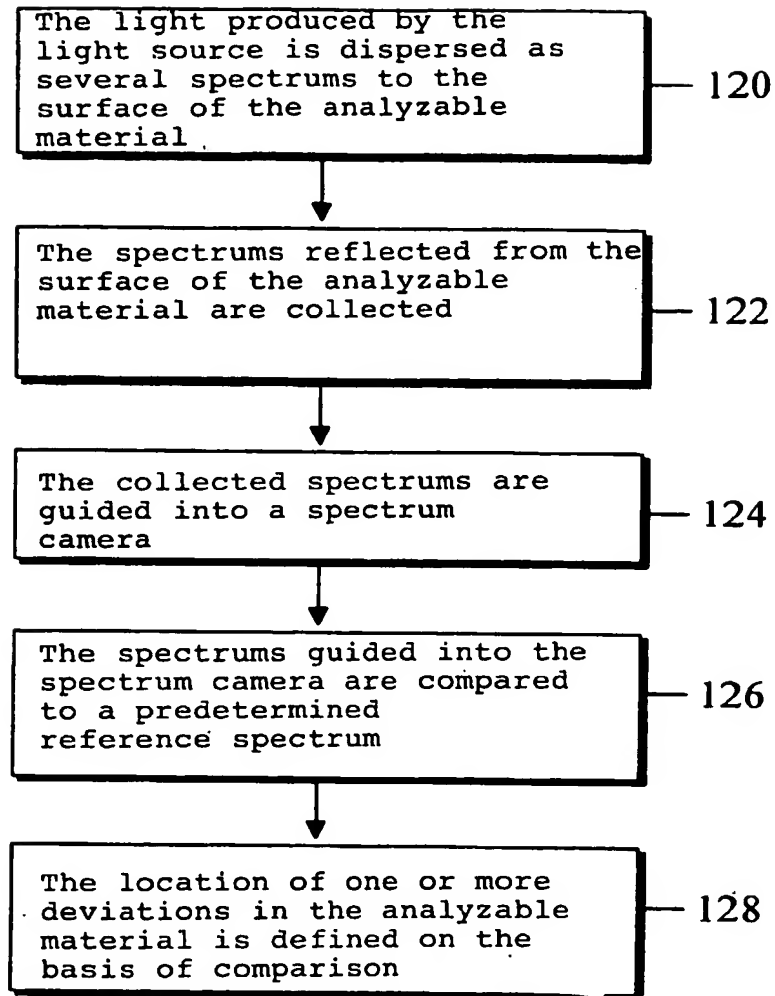 The light produced by the
light source is dispersed as
several spectrums to the
surface of the analyzable
material
120
The spectrums reflected from the
surface of the analyzable
material are collected
122
The collected spectrums are
guided into a spectrum
camera
124
The spectrums guided into the
spectrum camera are compared
to a predetermined
reference spectrum
126
The location of one or more
deviations in the analyzable
material is defined on the
basis of comparison
128